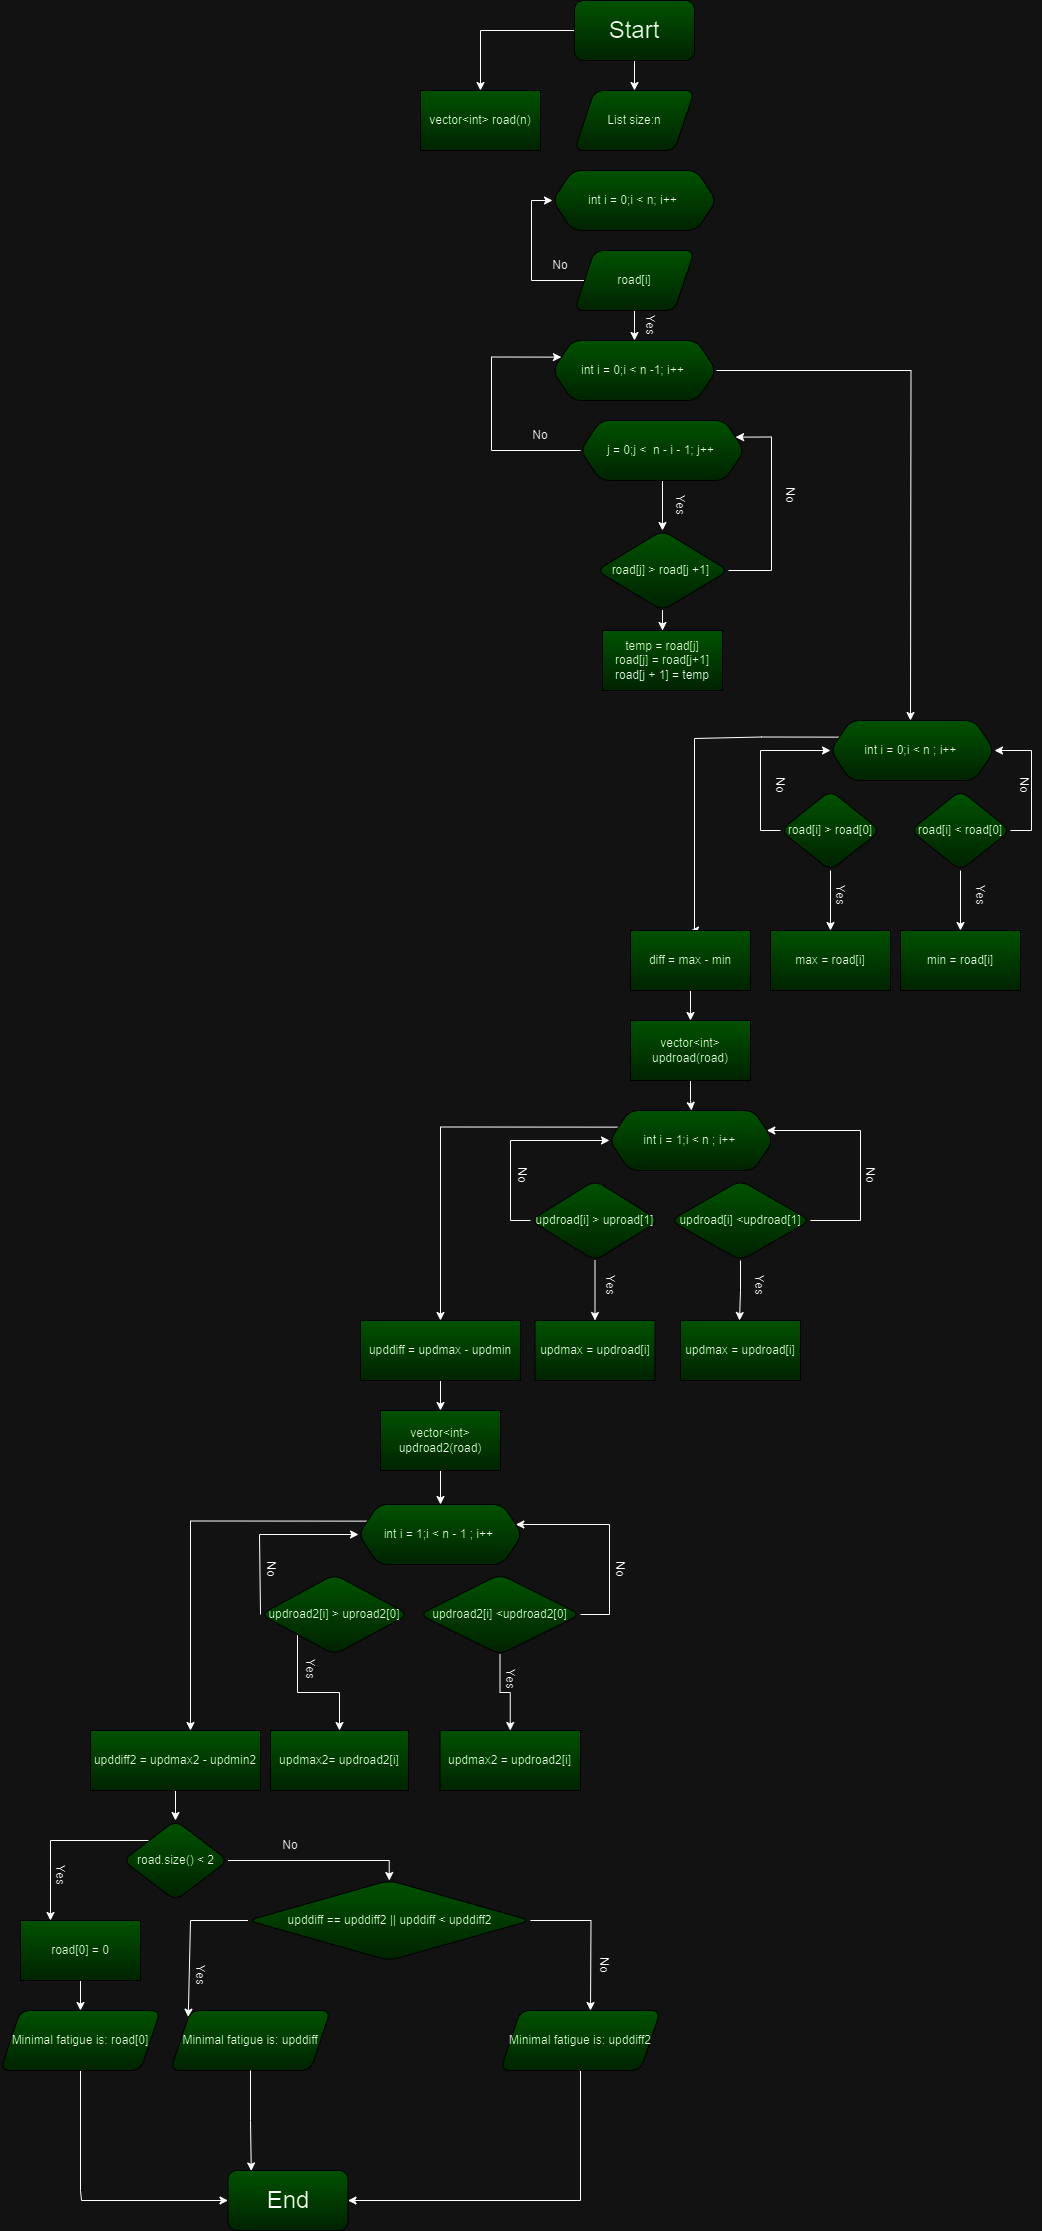 Start
vector<int> road(n)
List size:n
int i = 0;i < n; i++
No
road[i]
Yes
int i = 0;i < n -1; i++
No
j = 0;j < n - i - 1; j++
Yes
No
road[j] > road[j +1]
temp = road[j]
road[j] = road[j+1]
road[j + 1] = temp
int i = 0;i < n ; i++
No
No
road[i] > road[0]
road[i] < road[0]
Yes
Yes
diff = max - min
max = road[i]
min = road[i]
vector<int>
updroad(road)
int i = 1;i < n ; i++
No
No
updroad[i] > uproad[1]
updroad[i] <updroad[1]
Yes
Yes
upddiff = updmax - updmin
updmax = updroad[i]
updmax = updroad[i]
vector<int>
updroad2(road)
int i = 1;i < n - 1 ; i++
No
No
updroad2[i] > uproad2[0]
updroad2[i] <updroad2[0]
Yes
Yes
upddiff2 = updmax2 - updmin2
updmax2= updroad2[i]
updmax2 = updroad2[i]
No
road.size() < 2
Yes
upddiff == upddiff2 || upddiff < upddiff2
road[0] = 0
Yes
No
Minimal fatigue is: road[0]
Minimal fatigue is: upddiff
Minimal fatigue is: upddiff2
End